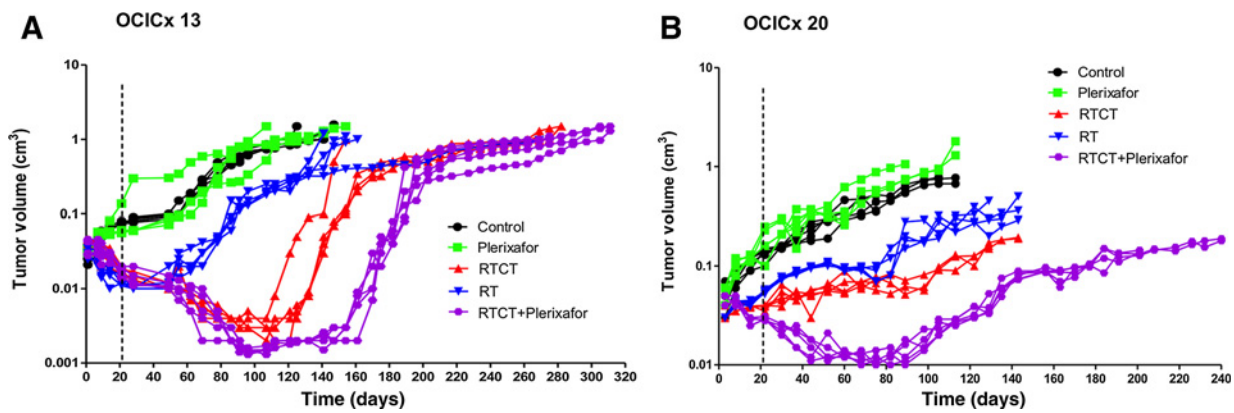 A
OCICx 13
Tumor volume (cm3)
10
1
0.1
0.01
0.001
0 20 40 60 80 100 120 140 160 180 200 220 240 260 280 300 320
Time (days)
Control
Plerixafor
RTCT
RT
RTCT+Plerixafor
B
OCICx 20
Tumor volume (cm3)
10
1
0.1
0.01
0 20 40 60 80 100 120 140 160 180 200 220 240
Time (days)
Control
Plerixafor
RTCT
RT
RTCT+Plerixafor